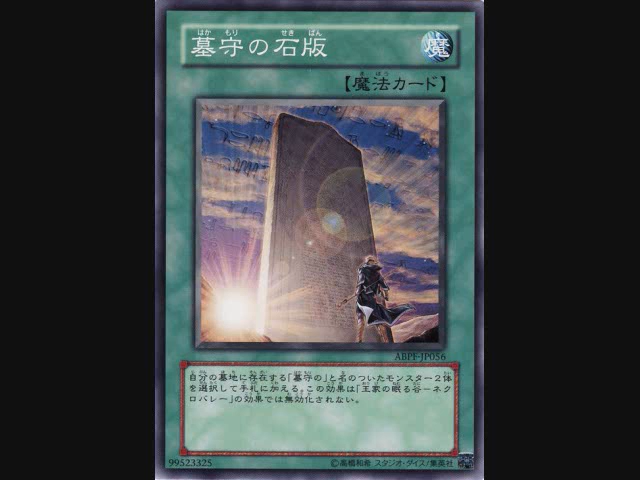 墓守の石版
魔
【魔法カード】
ABPF-JP056
自分の墓地に存在する「墓守の」と名のついたモンスター2体
を選択して手札に加える。この効果は「王家の眠る谷－ネク
ロバレー」の効果では無効化されない。
99523325
©高橋和希 スタジオ・ダイス/集英社